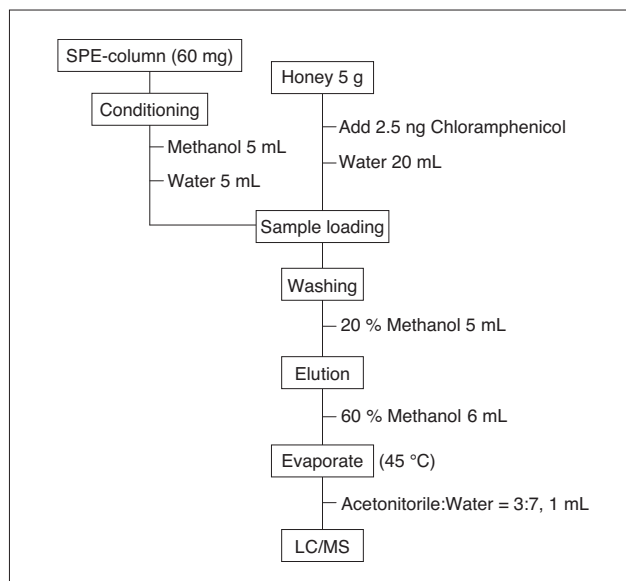 SPE-column (60 mg)
Conditioning
Methanol 5 mL
Water 5 mL
Honey 5 g
Add 2.5 ng Chloramphenicol
Water 20 mL
Sample loading
Washing
20 % Methanol 5 mL
Elution
60 % Methanol 6 mL
Evaporate (45 °C)
Acetonitorile:Water = 3:7, 1 mL
LC/MS